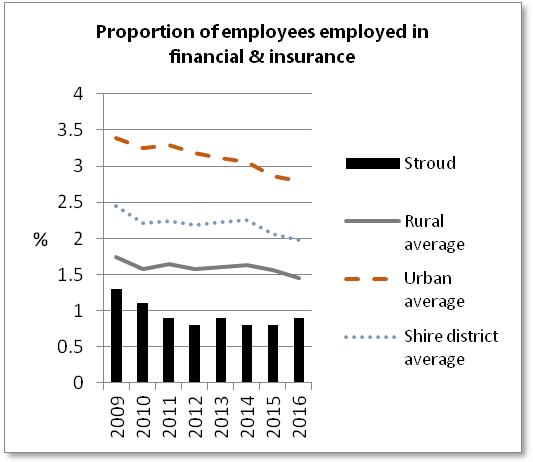 Proportion of employees employed in
financial & insurance
4
3.5
3
2.5
2
1.5
1
0.5
0
%
2009
2010
2011
2012
2013
2014
2015
2016
Stroud
Rural
average
Urban
average
Shire district
average